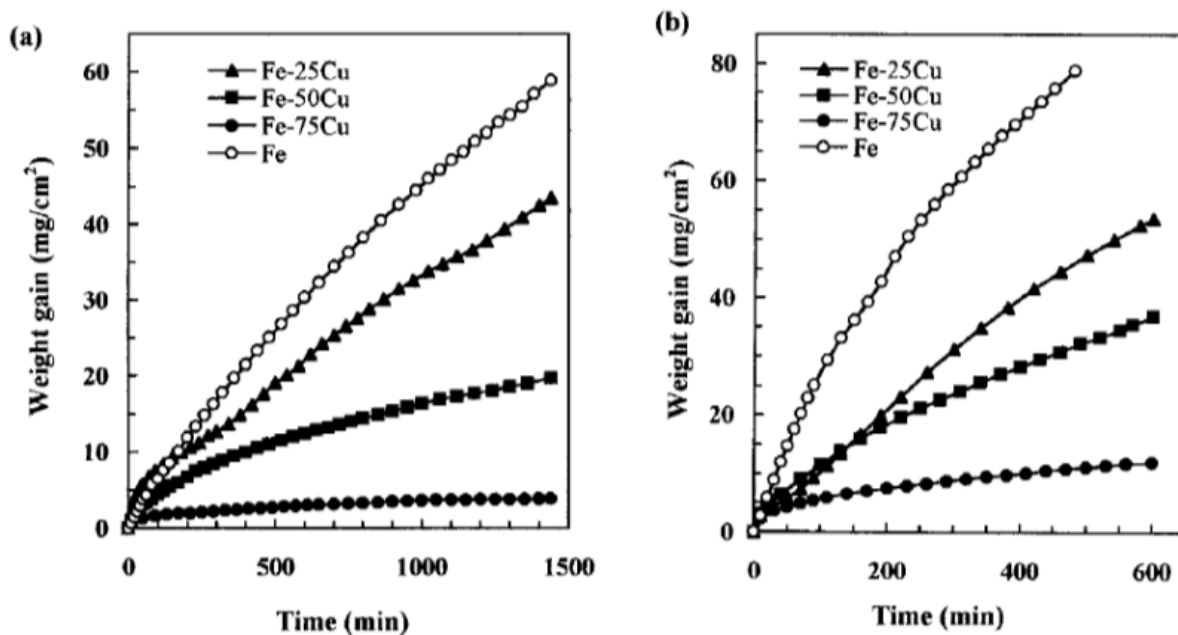 (a)
Fe-25Cu
Fe-50Cu
Fe-75Cu
Fe
Weight gain (mg/cm²)
60
50
40
30
20
10
0
0 500 1000 1500
Time (min)
(b)
Fe-25Cu
Fe-50Cu
Fe-75Cu
Fe
Weight gain (mg/cm²)
80
60
40
20
0
0 200 400 600
Time (min)